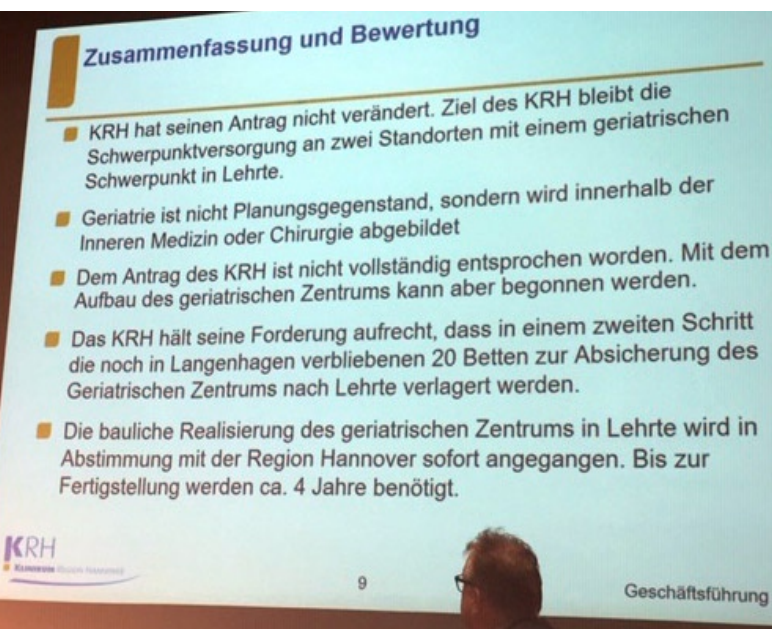 Zusammenfassung und Bewertung
KRH hat seinen Antrag nicht verändert. Ziel des KRH bleibt die
Schwerpunktversorgung an zwei Standorten mit einem geriatrischen
Schwerpunkt in Lehrte.
Geriatrie ist nicht Planungsgegenstand, sondern wird innerhalb der
Inneren Medizin oder Chirurgie abgebildet
Dem Antrag des KRH ist nicht vollständig entsprochen worden. Mit dem
Aufbau des geriatrischen Zentrums kann aber begonnen werden.
Das KRH hält seine Forderung aufrecht, dass in einem zweiten Schritt
die noch in Langenhagen verbliebenen 20 Betten zur Absicherung des
Geriatrischen Zentrums nach Lehrte verlagert werden.
Die bauliche Realisierung des geriatrischen Zentrums in Lehrte wird in
Abstimmung mit der Region Hannover sofort angegangen. Bis zur
Fertigstellung werden ca. 4 Jahre benötigt.
KRH
KLINIKUM REGION HANNOVER
9
Geschäftsführung